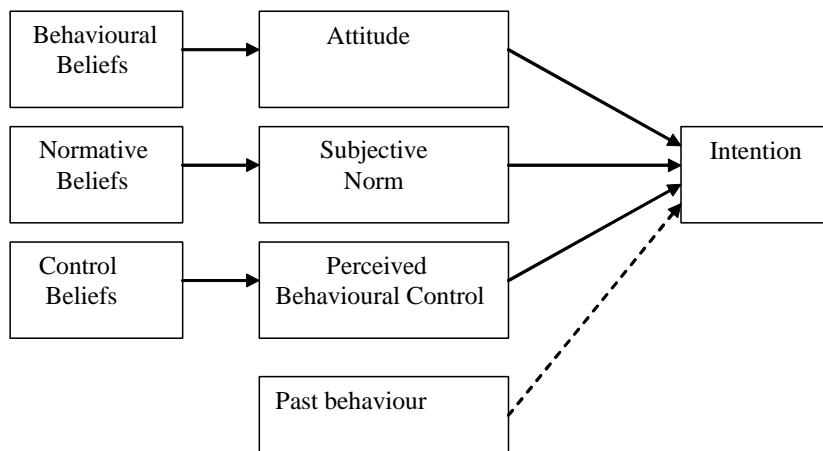 Behavioural
Beliefs
Attitude
Normative
Beliefs
Subjective
Norm
Intention
Control
Beliefs
Perceived
Behavioural Control
Past behaviour